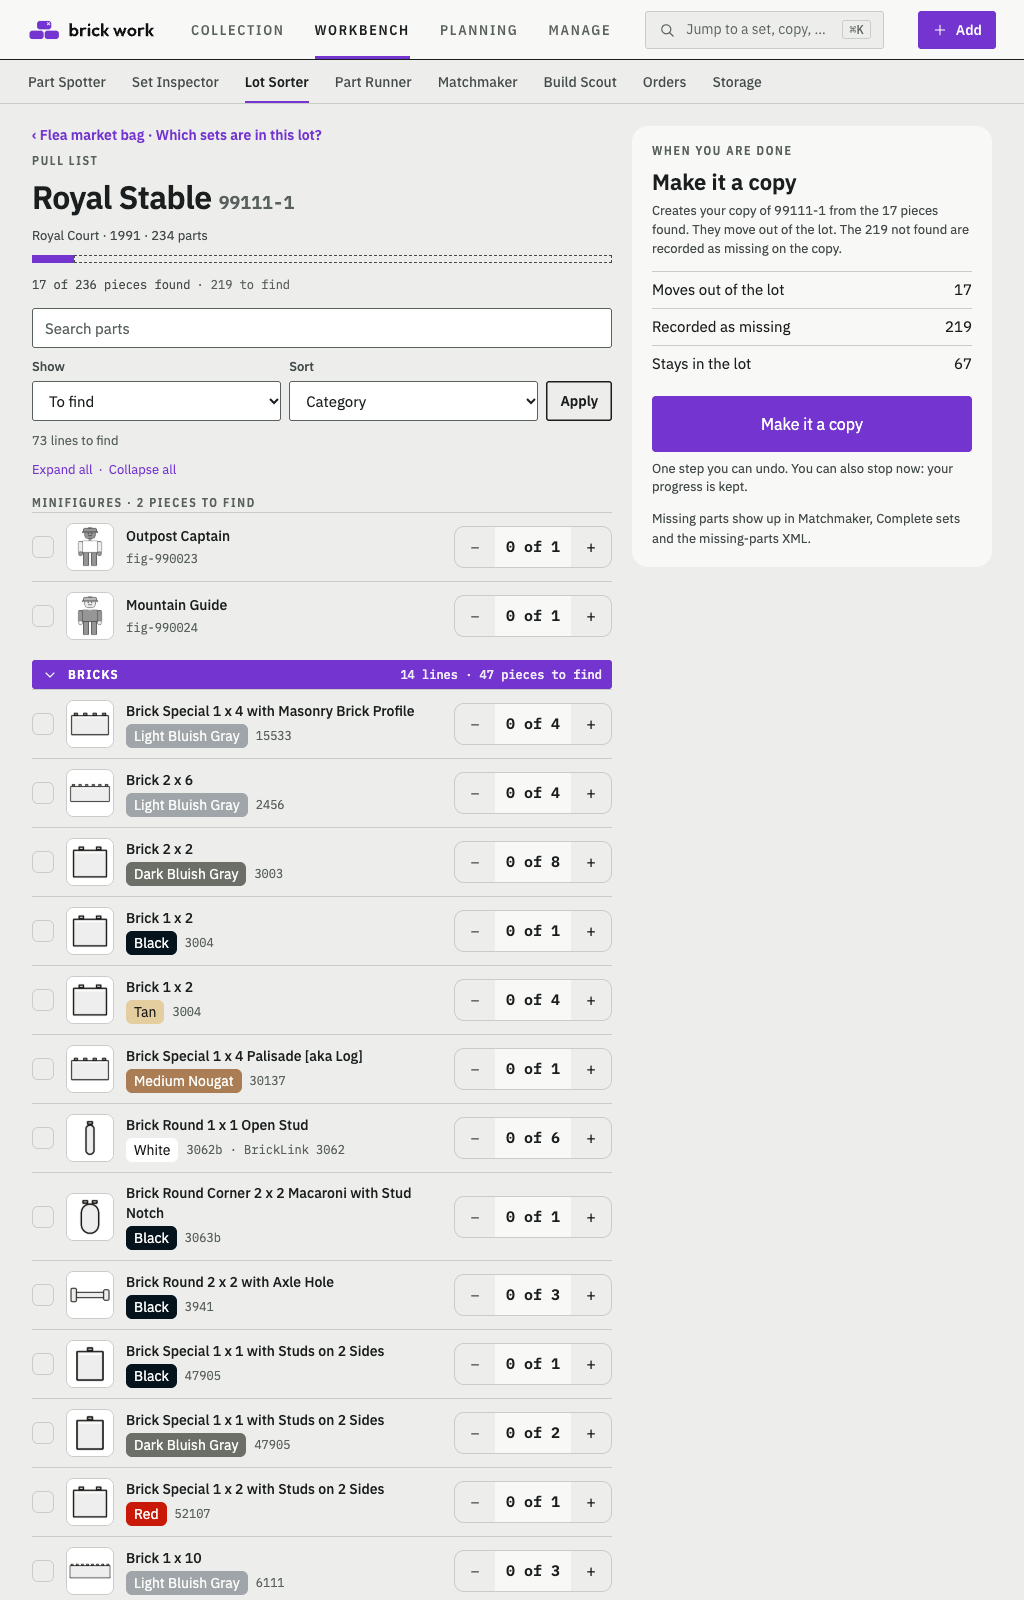 brick work
COLLECTION
WORKBENCH
PLANNING
MANAGE
Jump to a set, copy, ...
⌘K
+ Add
Part Spotter
Set Inspector
Lot Sorter
Part Runner
Matchmaker
Build Scout
Orders
Storage
‹ Flea market bag · Which sets are in this lot?
PULL LIST
Royal Stable 99111-1
Royal Court · 1991 · 234 parts
17 of 236 pieces found · 219 to find
Search parts
Show
Sort
To find
Category
Apply
73 lines to find
Expand all · Collapse all
MINIFIGURES · 2 PIECES TO FIND
Outpost Captain
fig-990023
− 0 of 1 +
Mountain Guide
fig-990024
− 0 of 1 +
BRICKS
14 lines · 47 pieces to find
Brick Special 1 x 4 with Masonry Brick Profile
Light Bluish Gray 15533
− 0 of 4 +
Brick 2 x 6
Light Bluish Gray 2456
− 0 of 4 +
Brick 2 x 2
Dark Bluish Gray 3003
− 0 of 8 +
Brick 1 x 2
Black 3004
− 0 of 1 +
Brick 1 x 2
Tan 3004
− 0 of 4 +
Brick Special 1 x 4 Palisade [aka Log]
Medium Nougat 30137
− 0 of 1 +
Brick Round 1 x 1 Open Stud
White 3062b · BrickLink 3062
− 0 of 6 +
Brick Round Corner 2 x 2 Macaroni with Stud
Notch
Black 3063b
− 0 of 1 +
Brick Round 2 x 2 with Axle Hole
Black 3941
− 0 of 3 +
Brick Special 1 x 1 with Studs on 2 Sides
Black 47905
− 0 of 1 +
Brick Special 1 x 1 with Studs on 2 Sides
Dark Bluish Gray 47905
− 0 of 2 +
Brick Special 1 x 2 with Studs on 2 Sides
Red 52107
− 0 of 1 +
Brick 1 x 10
Light Bluish Gray 6111
− 0 of 3 +
WHEN YOU ARE DONE
Make it a copy
Creates your copy of 99111-1 from the 17 pieces
found. They move out of the lot. The 219 not found are
recorded as missing on the copy.
Moves out of the lot 17
Recorded as missing 219
Stays in the lot 67
Make it a copy
One step you can undo. You can also stop now: your
progress is kept.
Missing parts show up in Matchmaker, Complete sets
and the missing-parts XML.